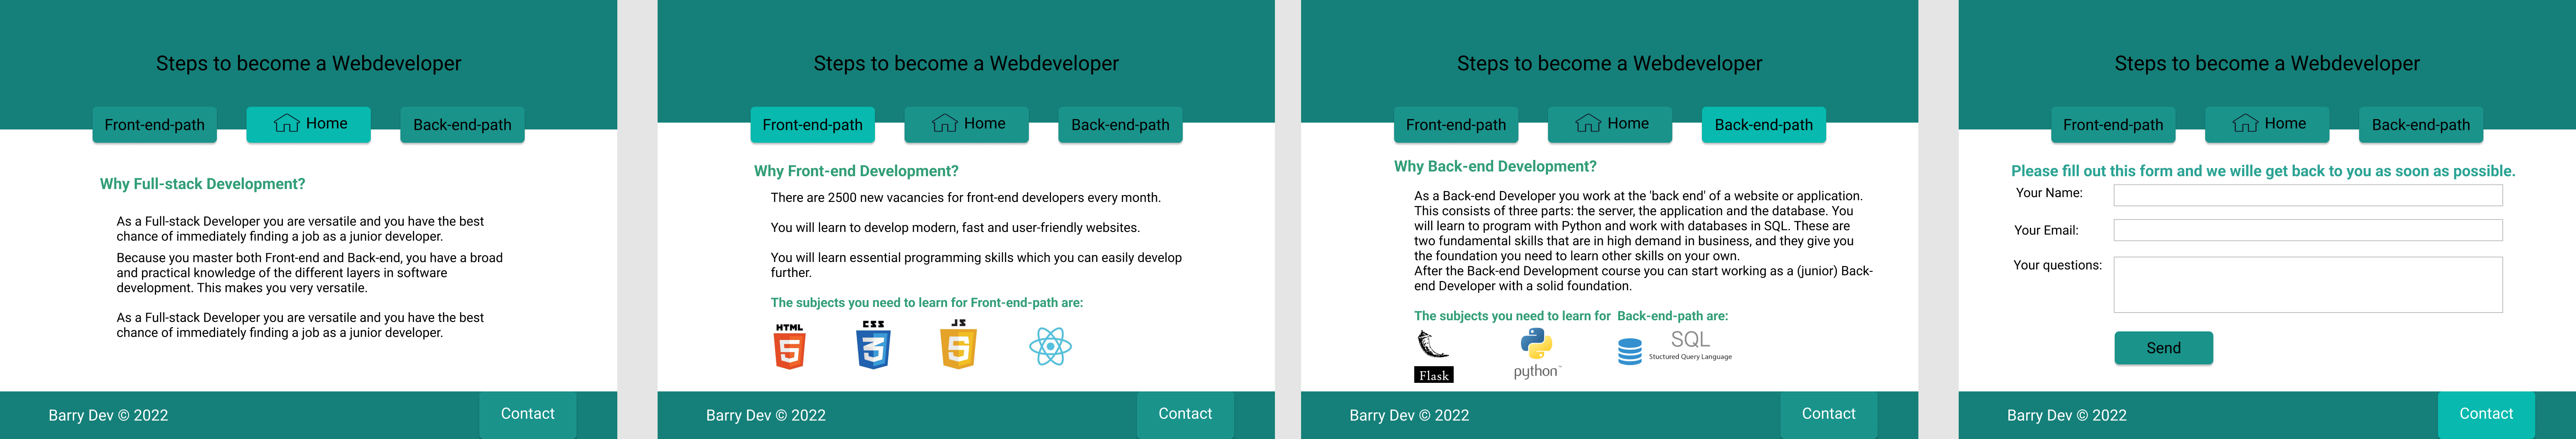 Steps to become a Webdeveloper
Front-end-path
Home
Back-end-path
Why Full-stack Development?
As a Full-stack Developer you are versatile and you have the best
chance of immediately finding a job as a junior developer.
Because you master both Front-end and Back-end, you have a broad
and practical knowledge of the different layers in software
development. This makes you very versatile.
As a Full-stack Developer you are versatile and you have the best
chance of immediately finding a job as a junior developer.
Barry Dev © 2022
Contact
Steps to become a Webdeveloper
Front-end-path
Home
Back-end-path
Why Front-end Development?
There are 2500 new vacancies for front-end developers every month.
You will learn to develop modern, fast and user-friendly websites.
You will learn essential programming skills which you can easily develop
further.
The subjects you need to learn for Front-end-path are:
HTML
5
CSS
3
JS
5
Barry Dev © 2022
Contact
Steps to become a Webdeveloper
Front-end-path
Home
Back-end-path
Why Back-end Development?
As a Back-end Developer you work at the 'back end' of a website or application.
This consists of three parts: the server, the application and the database. You
will learn to program with Python and work with databases in SQL. These are
two fundamental skills that are in high demand in business, and they give you
the foundation you need to learn other skills on your own.
After the Back-end Development course you can start working as a (junior) Back-
end Developer with a solid foundation.
The subjects you need to learn for Back-end-path are:
Flask
python™
SQL
Stuctured Query Language
Barry Dev © 2022
Contact
Steps to become a Webdeveloper
Front-end-path
Home
Back-end-path
Please fill out this form and we wille get back to you as soon as possible.
Your Name:
Your Email:
Your questions:
Send
Barry Dev © 2022
Contact